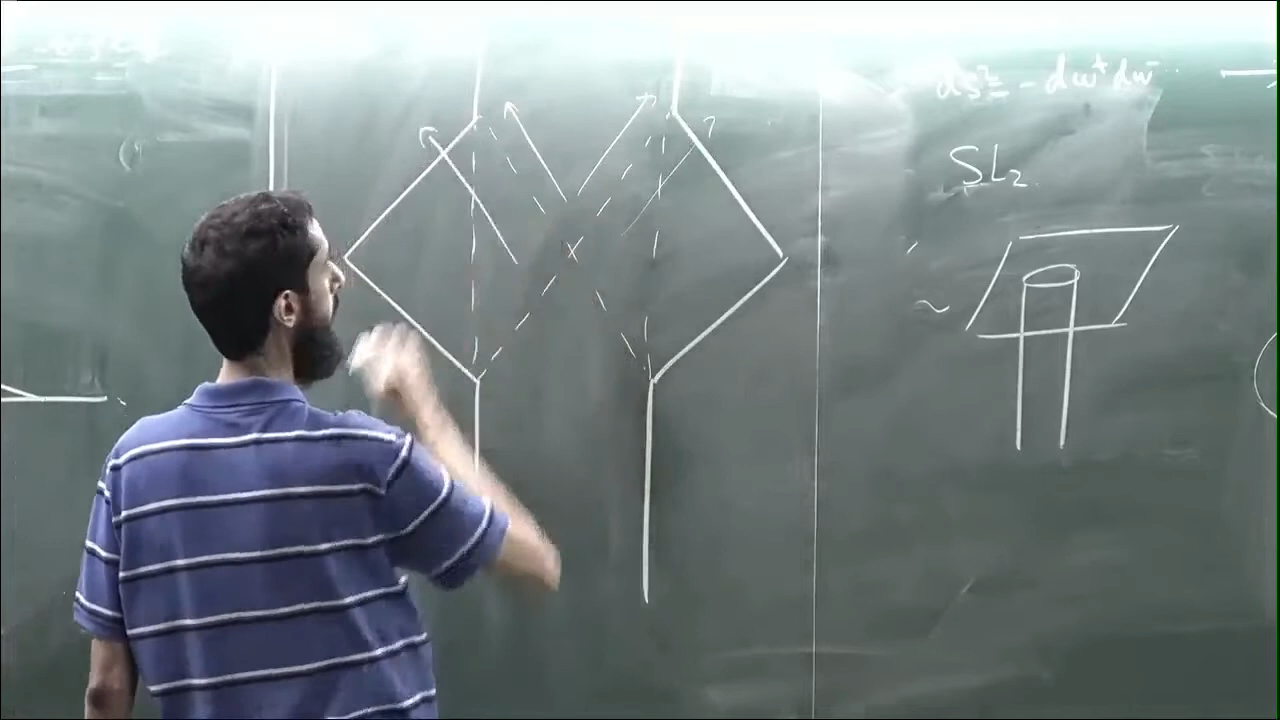 ds² = - dw⁺ dw⁻
SL₂
~